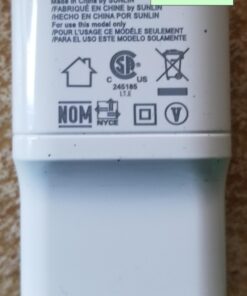 Made in China by SUNLIN
/FABRIQUÉ EN CHINE by SUNLIN
/HECHO EN CHINA POR SUNLIN
For use this model only
/POUR L'USAGE CE MODÈLE SEULEMENT
/PARA EL USO ESTE MODELO SOLAMENTE
C US
246185
I.T.E
NOM NYCE V